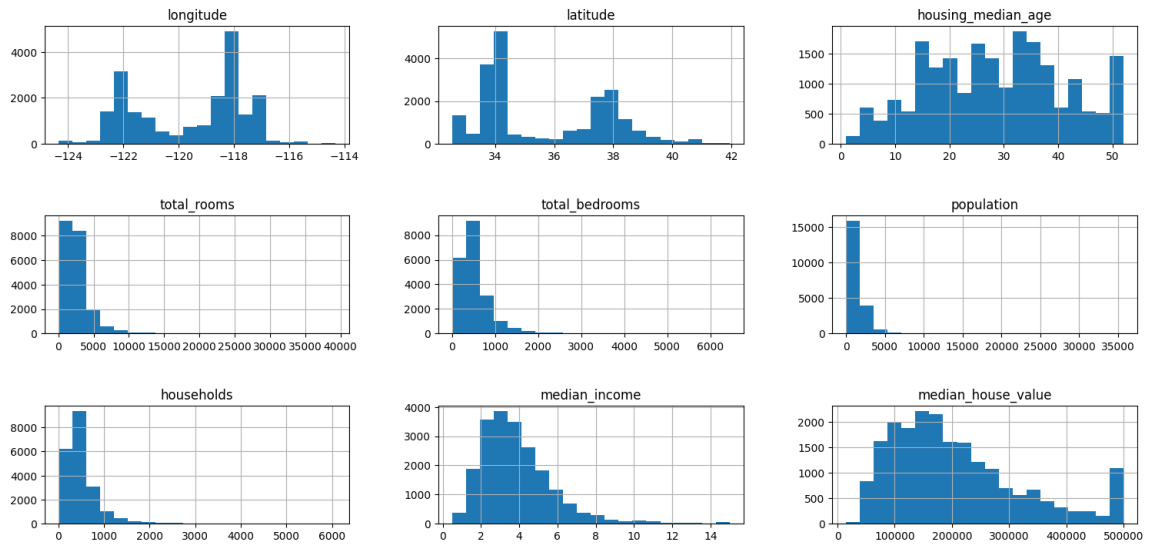 longitude
4000
2000
0
−124 −122 −120 −118 −116 −114
latitude
4000
2000
0
34 36 38 40 42
housing_median_age
1500
1000
500
0
0 10 20 30 40 50
total_rooms
8000
6000
4000
2000
0
0 5000 10000 15000 20000 25000 30000 35000 40000
total_bedrooms
8000
6000
4000
2000
0
0 1000 2000 3000 4000 5000 6000
population
15000
10000
5000
0
0 5000 10000 15000 20000 25000 30000 35000
households
8000
6000
4000
2000
0
0 1000 2000 3000 4000 5000 6000
median_income
4000
3000
2000
1000
0
0 2 4 6 8 10 12 14
median_house_value
2000
1500
1000
500
0
0 100000 200000 300000 400000 500000